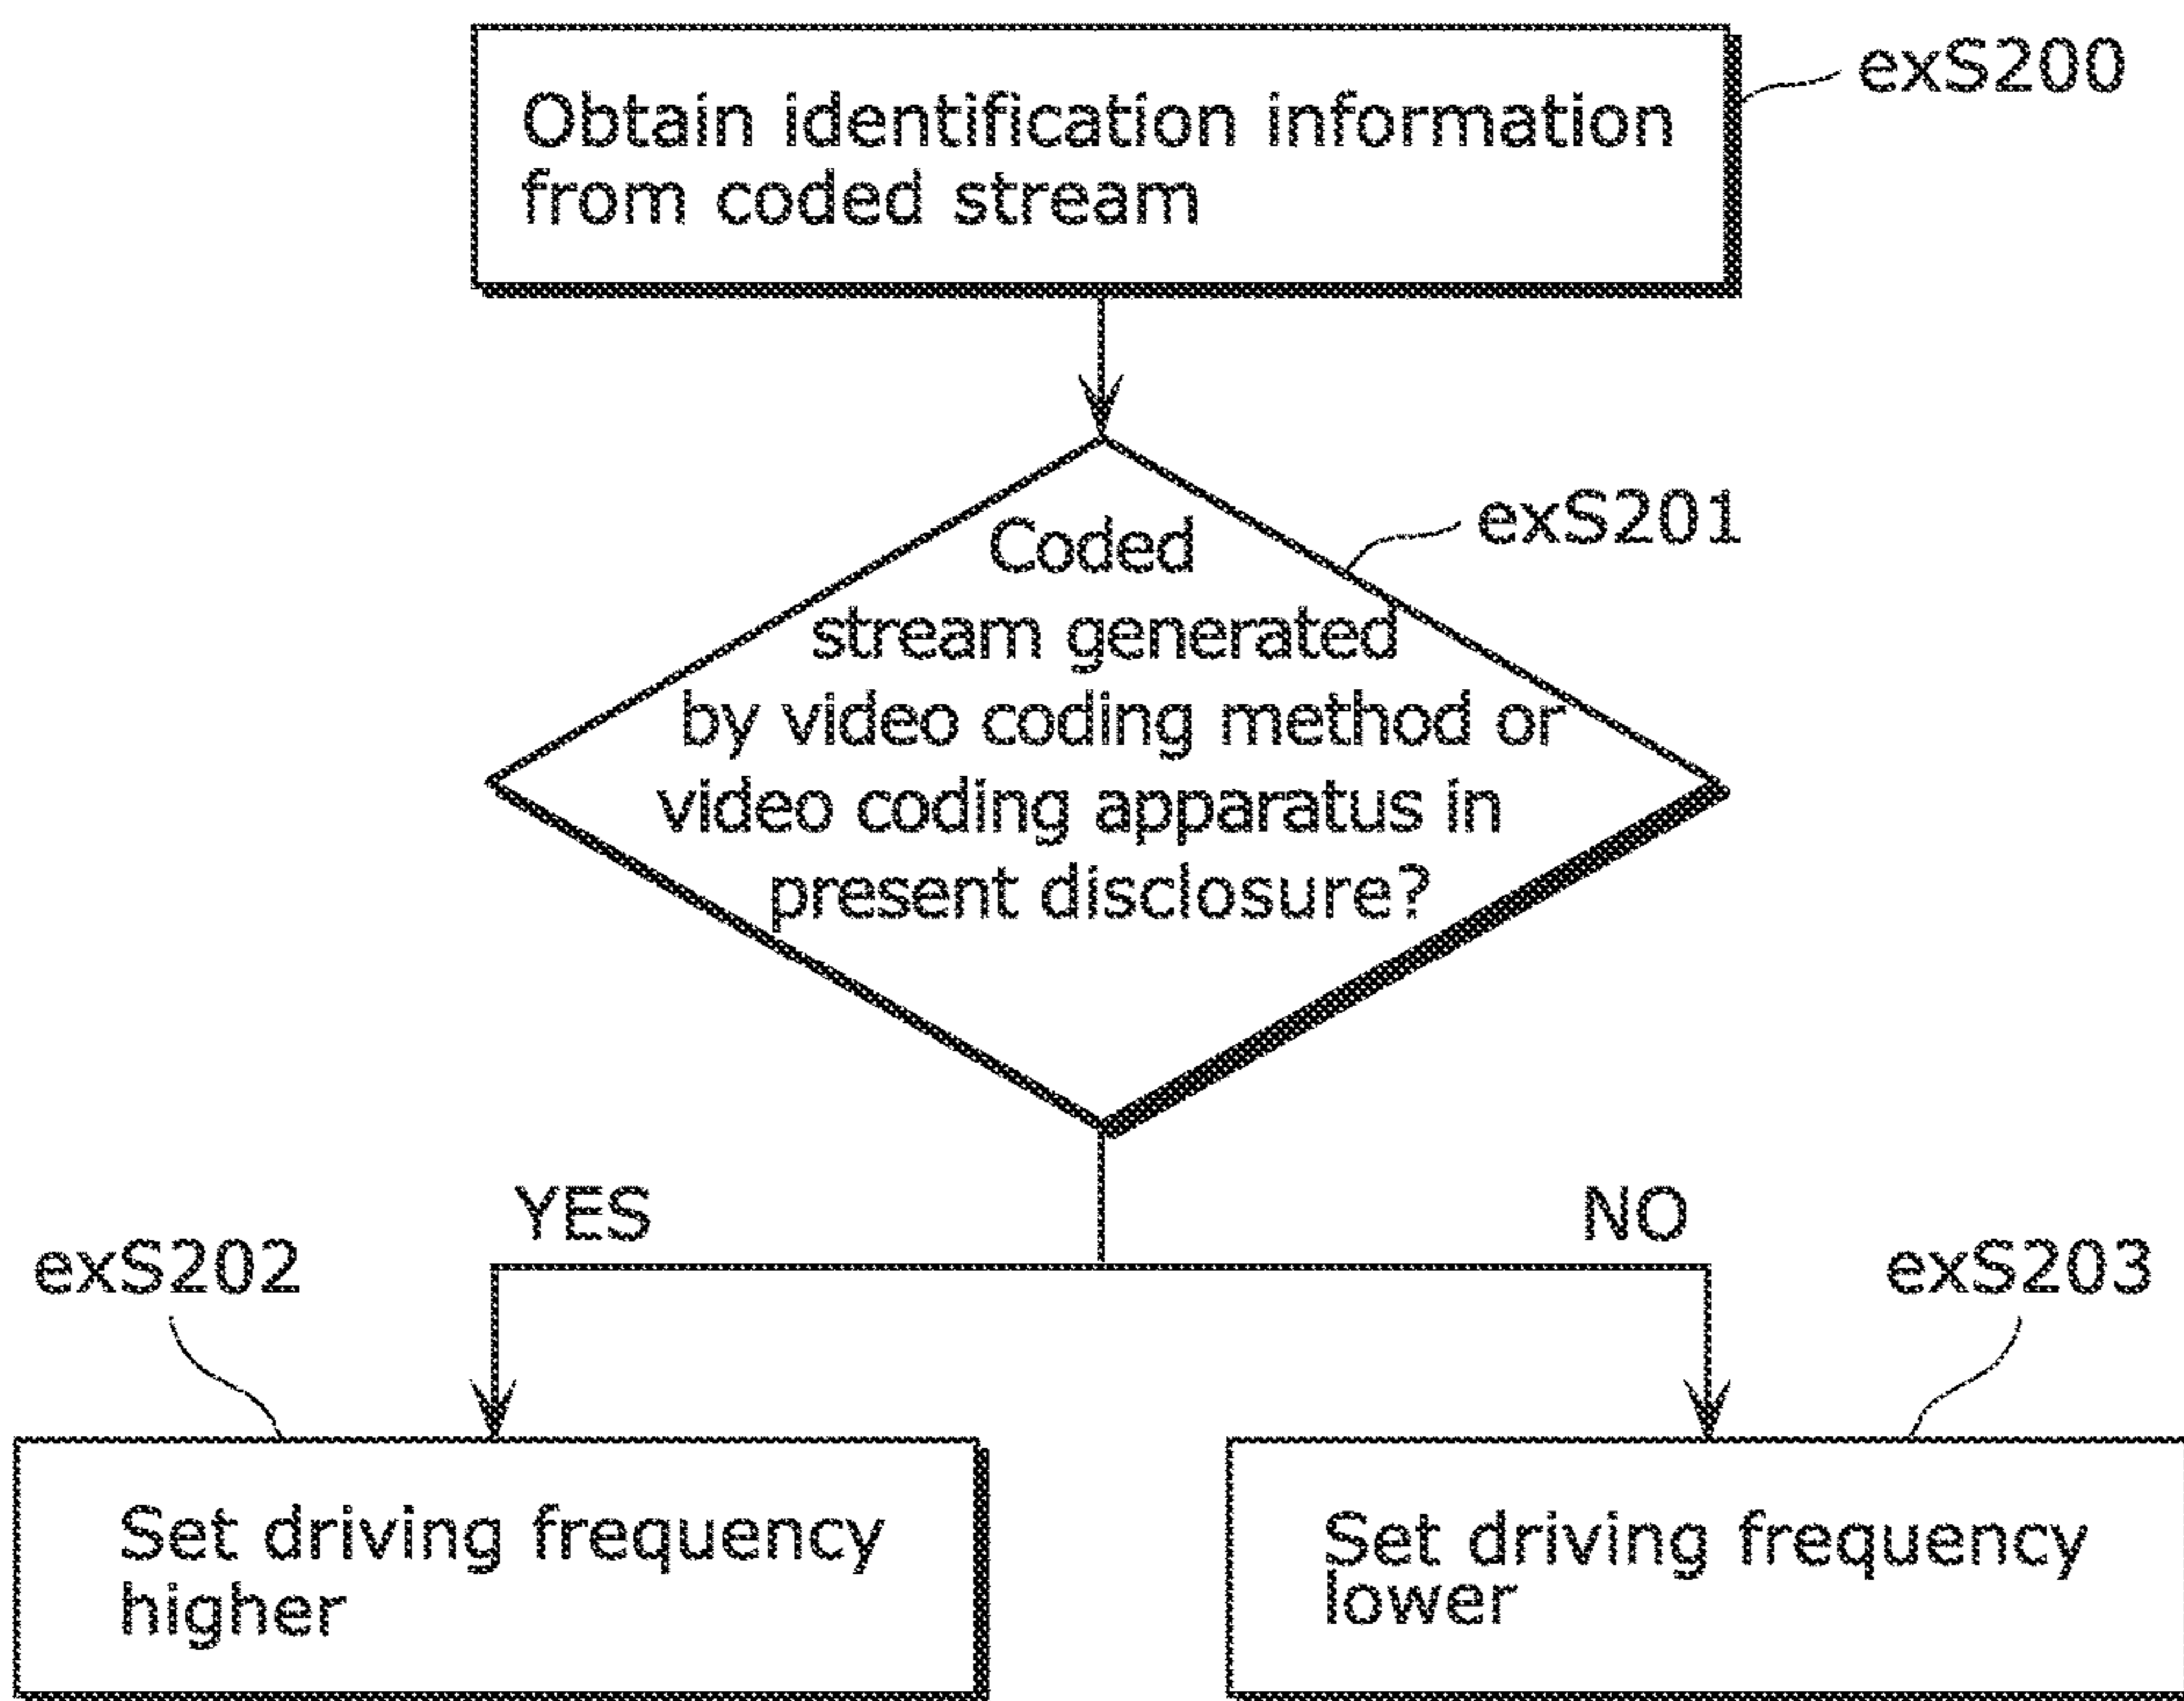 exS200
Obtain identification information
from coded stream
exS201
Coded
stream generated
by video coding method or
video coding apparatus in
present disclosure?
YES
NO
exS202
exS203
Set driving frequency
higher
Set driving frequency
lower